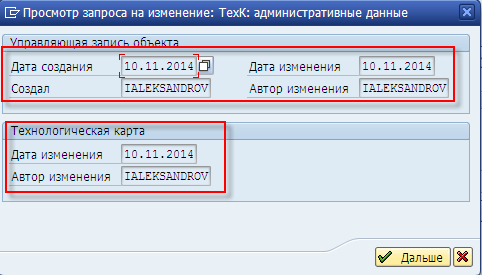 Просмотр запроса на изменение: ТехК: административные данные
Управляющая запись объекта
Дата создания 10.11.2014 Дата изменения 10.11.2014
Создал IALEKSANDROV Автор изменения IALEKSANDROV
Технологическая карта
Дата изменения 10.11.2014
Автор изменения IALEKSANDROV
Дальше